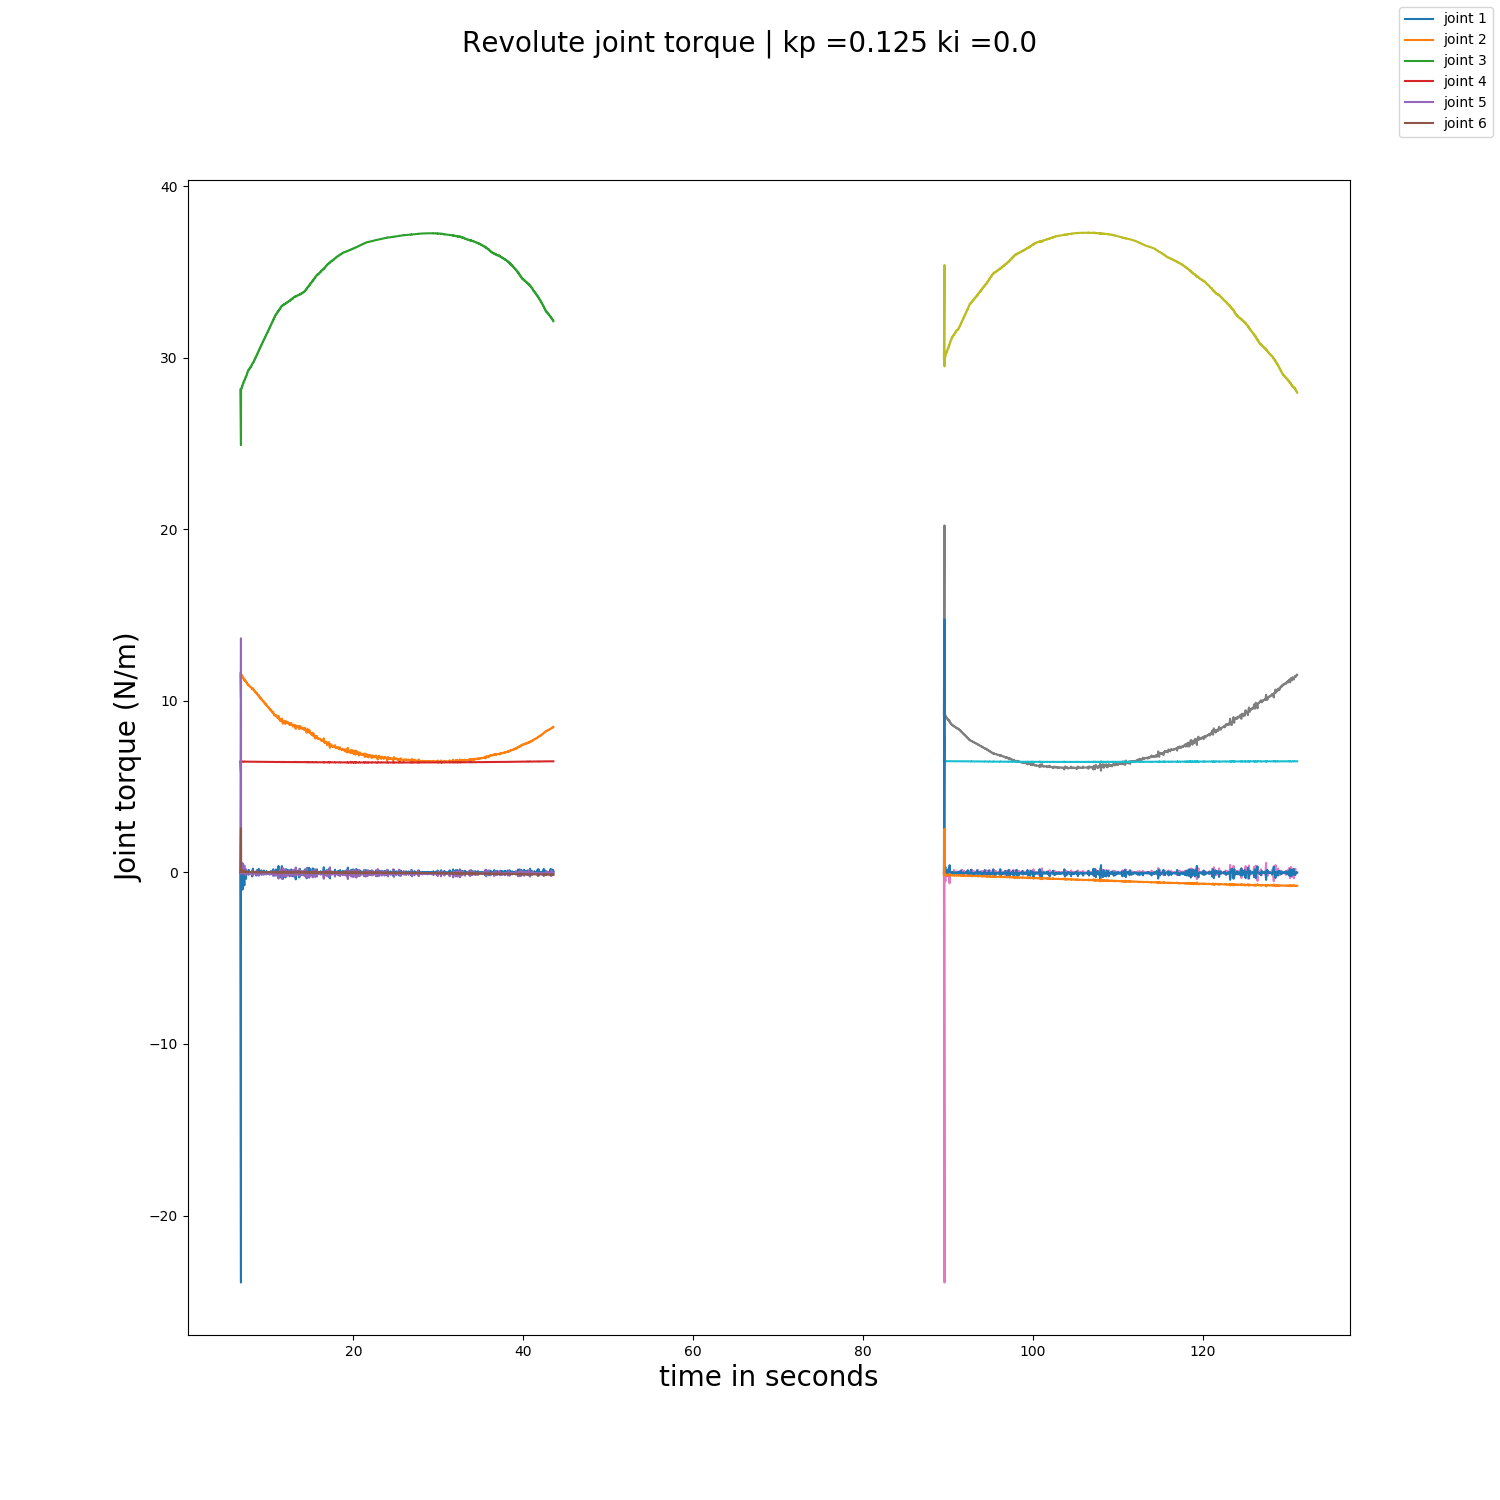 Revolute joint torque | kp =0.125 ki =0.0
joint 1
joint 2
joint 3
joint 4
joint 5
joint 6
40
30
20
10
0
−10
−20
Joint torque (N/m)
20
40
60
80
100
120
time in seconds